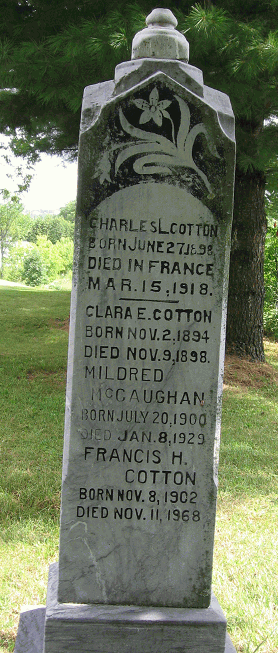 CHARLES L. COTTON
BORN JUNE 27, 1898
DIED IN FRANCE
MAR. 15, 1918.
CLARA E. COTTON
BORN NOV. 2, 1894
DIED NOV. 9, 1898.
MILDRED
MCGAUGHAN
BORN JULY 20, 1900
DIED JAN. 8, 1929
FRANCIS H.
COTTON
BORN NOV. 8, 1902
DIED NOV. 11, 1968